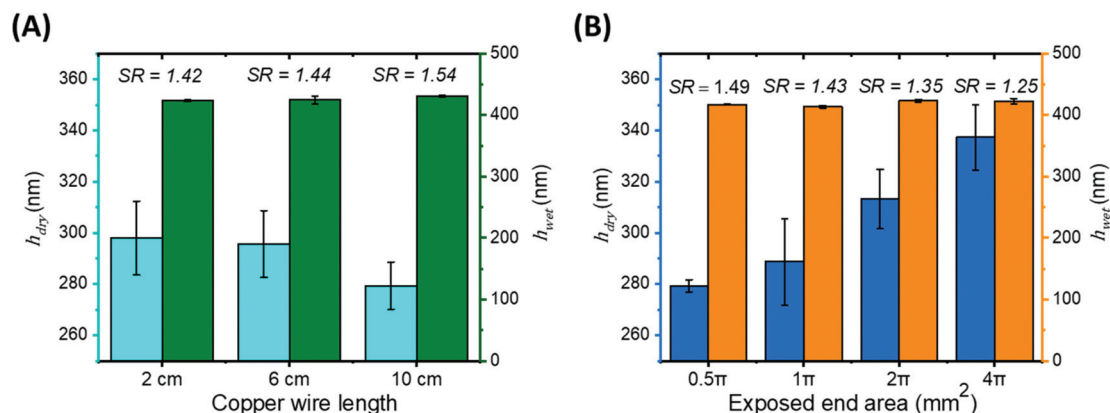 (A)
SR = 1.42
SR = 1.44
SR = 1.54
360
340
320
300
280
260
h_dry (nm)
500
400
300
200
100
0
h_wet (nm)
2 cm
6 cm
10 cm
Copper wire length
(B)
SR = 1.49
SR = 1.43
SR = 1.35
SR = 1.25
360
340
320
300
280
260
h_dry (nm)
500
400
300
200
100
0
h_wet (nm)
0.5π
1π
2π
4π
Exposed end area (mm²)